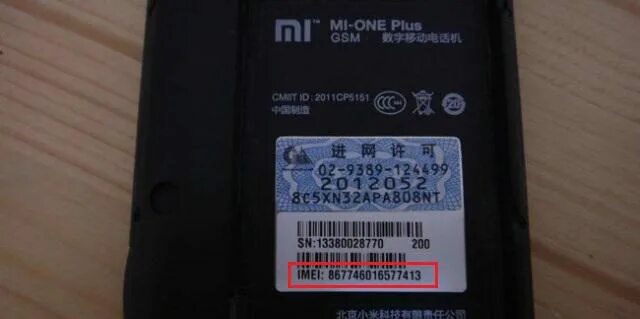 MI™ MI-ONE Plus
GSM 数字移动电话机
CMIIT ID : 2011CP5151
中国制造
进网许可
02-9389-124499
2012052
8C5XN32APA808NT
SN:13380028770 200
IMEI: 867746016577413
北京小米科技有限责任公司